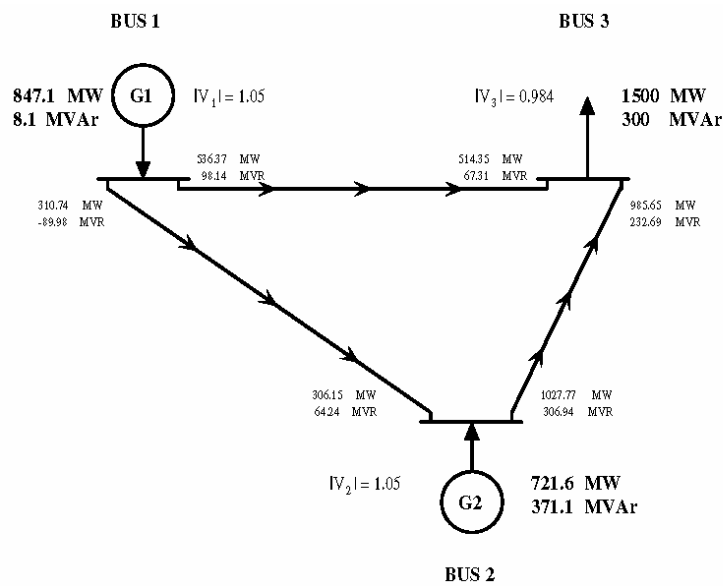 BUS 1
BUS 3
847.1 MW
8.1 MVAr
G1
|V1| = 1.05
|V3| = 0.984
1500 MW
300 MVAr
536.37 MW
98.14 MVR
514.35 MW
67.31 MVR
310.74 MW
-89.98 MVR
985.65 MW
232.69 MVR
306.15 MW
64.24 MVR
1027.77 MW
306.94 MVR
|V2| = 1.05
G2
721.6 MW
371.1 MVAr
BUS 2